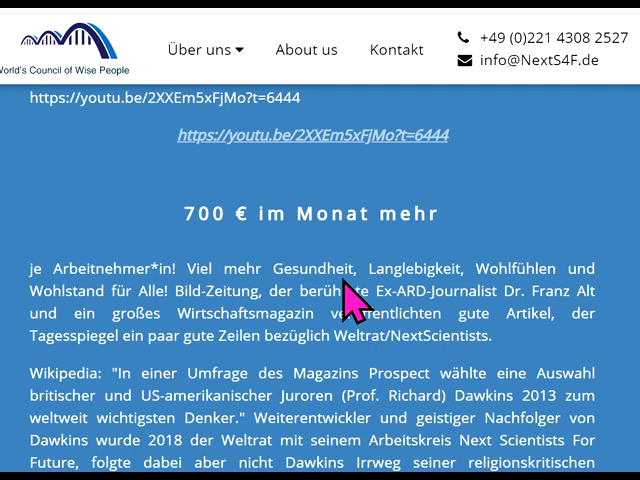 World's Council of Wise People
Über uns
About us
Kontakt
+49 (0)221 4308 2527
info@NextS4F.de
https://youtu.be/2XXEm5xFjMo?t=6444
https://youtu.be/2XXEm5xFjMo?t=6444
700 € im Monat mehr
je Arbeitnehmer*in! Viel mehr Gesundheit, Langlebigkeit, Wohlfühlen und
Wohlstand für Alle! Bild-Zeitung, der berühmte Ex-ARD-Journalist Dr. Franz Alt
und ein großes Wirtschaftsmagazin veröffentlichten gute Artikel, der
Tagesspiegel ein paar gute Zeilen bezüglich Weltrat/NextScientists.
Wikipedia: "In einer Umfrage des Magazins Prospect wählte eine Auswahl
britischer und US-amerikanischer Juroren (Prof. Richard) Dawkins 2013 zum
weltweit wichtigsten Denker." Weiterentwickler und geistiger Nachfolger von
Dawkins wurde 2018 der Weltrat mit seinem Arbeitskreis Next Scientists For
Future, folgte dabei aber nicht Dawkins Irrweg seiner religionskritischen